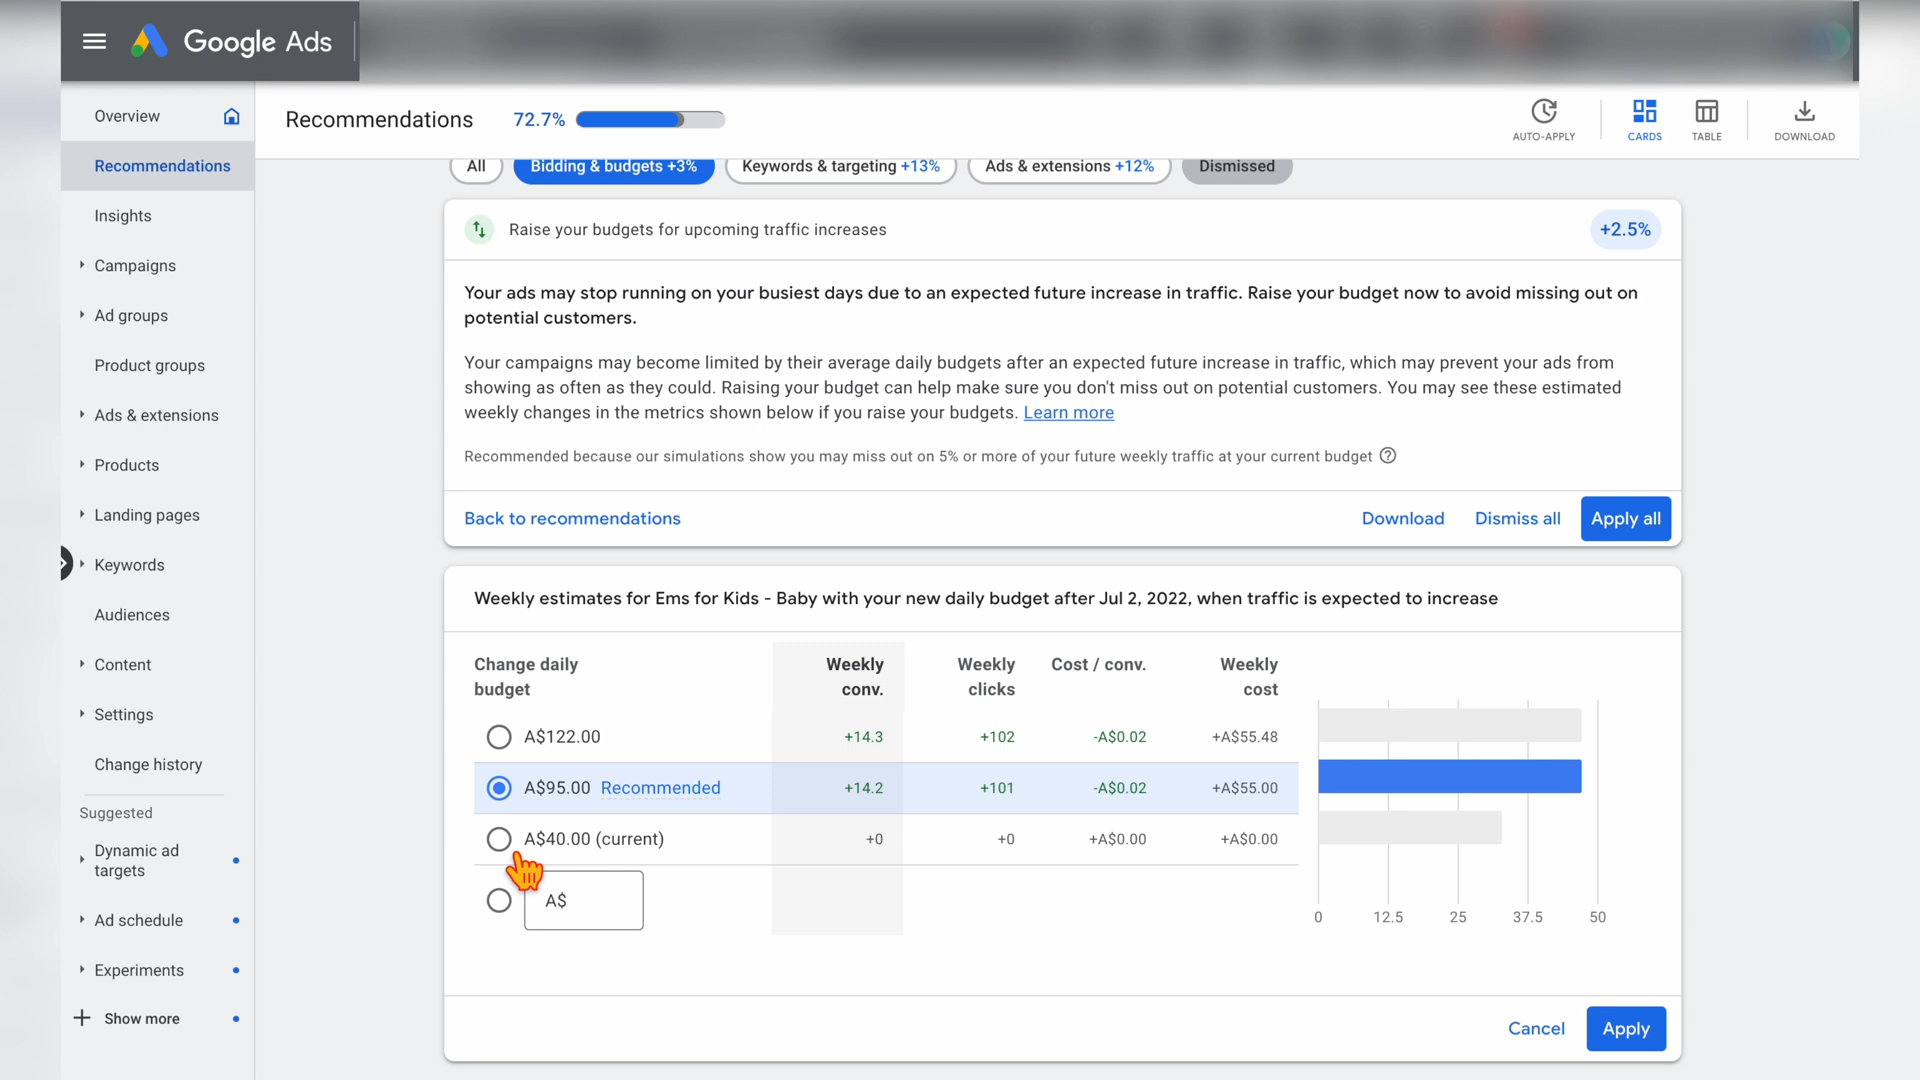 Google Ads
Overview
Recommendations
Insights
Campaigns
Ad groups
Product groups
Ads & extensions
Products
Landing pages
Keywords
Audiences
Content
Settings
Change history
Suggested
Dynamic ad
targets
Ad schedule
Experiments
Show more
Recommendations 72.7%
AUTO-APPLY CARDS TABLE DOWNLOAD
All Bidding & budgets +3% Keywords & targeting +13% Ads & extensions +12% Dismissed
Raise your budgets for upcoming traffic increases +2.5%
Your ads may stop running on your busiest days due to an expected future increase in traffic. Raise your budget now to avoid missing out on
potential customers.
Your campaigns may become limited by their average daily budgets after an expected future increase in traffic, which may prevent your ads from
showing as often as they could. Raising your budget can help make sure you don't miss out on potential customers. You may see these estimated
weekly changes in the metrics shown below if you raise your budgets. Learn more
Recommended because our simulations show you may miss out on 5% or more of your future weekly traffic at your current budget ?
Back to recommendations Download Dismiss all Apply all
Weekly estimates for Ems for Kids - Baby with your new daily budget after Jul 2, 2022, when traffic is expected to increase
Change daily Weekly Weekly Cost / conv. Weekly
budget conv. clicks cost
A$122.00 +14.3 +102 -A$0.02 +A$55.48
A$95.00 Recommended +14.2 +101 -A$0.02 +A$55.00
A$40.00 (current) +0 +0 +A$0.00 +A$0.00
A$
0 12.5 25 37.5 50
Cancel Apply